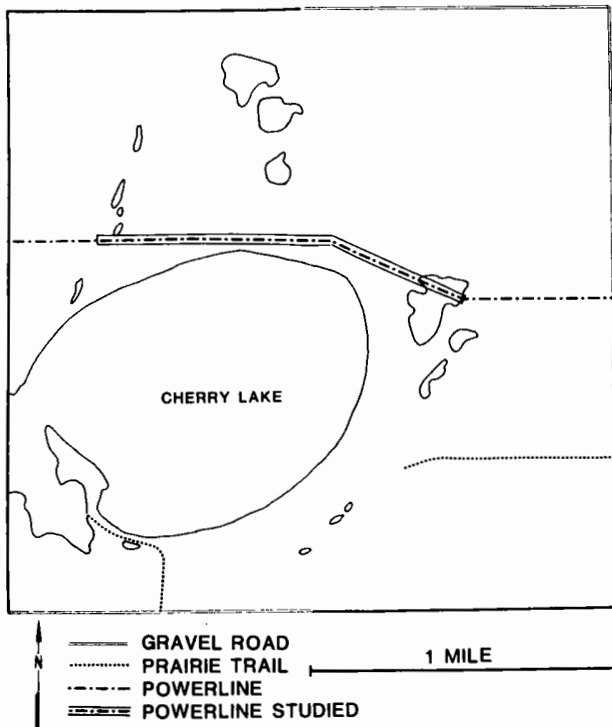 CHERRY LAKE
N
GRAVEL ROAD
PRAIRIE TRAIL
1 MILE
POWERLINE
POWERLINE STUDIED